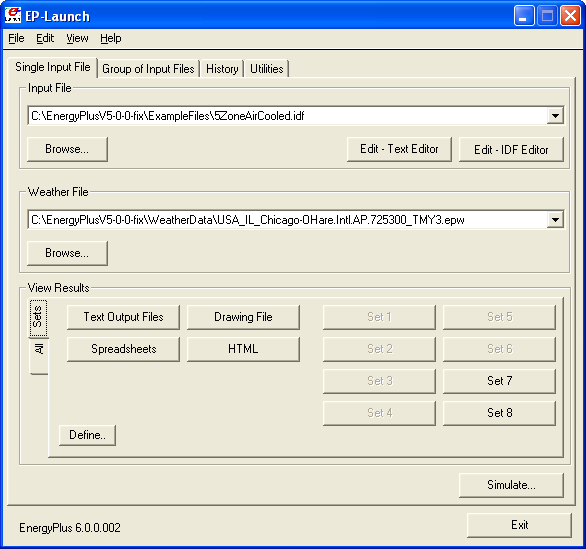 EP-Launch
File Edit View Help
Single Input File Group of Input Files History Utilities
Input File
C:\EnergyPlusV5-0-0-fix\ExampleFiles\5ZoneAirCooled.idf
Browse... Edit - Text Editor Edit - IDF Editor
Weather File
C:\EnergyPlusV5-0-0-fix\WeatherData\USA_IL_Chicago-OHare.Intl.AP.725300_TMY3.epw
Browse...
View Results
Sets
All
Text Output Files Drawing File Set 1 Set 5
Spreadsheets HTML Set 2 Set 6
Set 3 Set 7
Set 4 Set 8
Define..
Simulate...
EnergyPlus 6.0.0.002 Exit